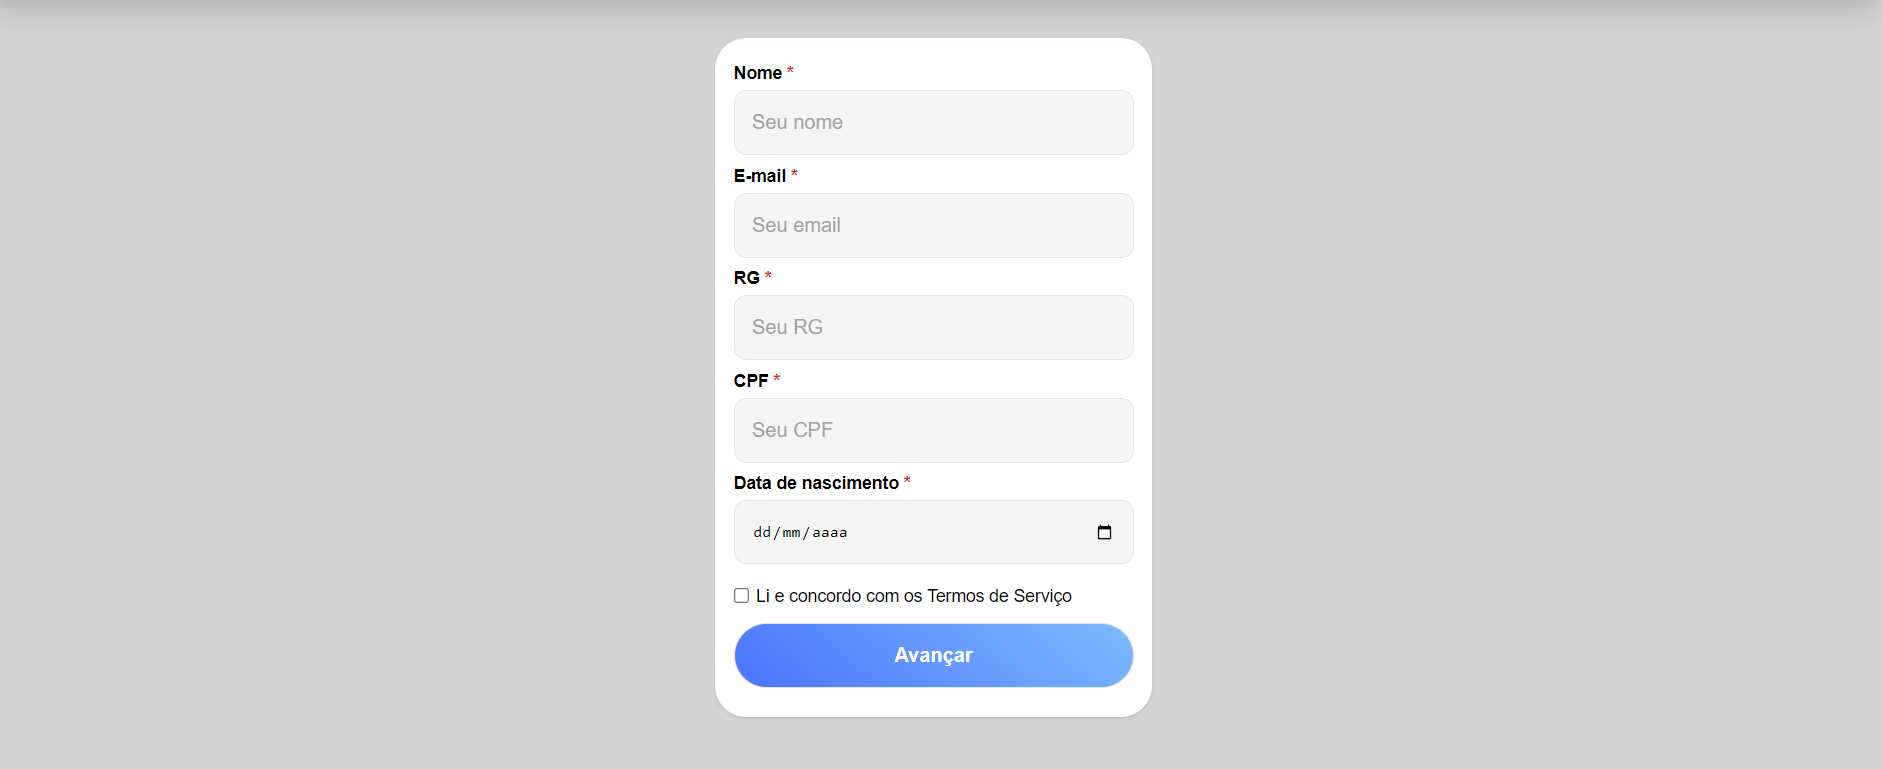 Nome *
Seu nome
E-mail *
Seu email
RG *
Seu RG
CPF *
Seu CPF
Data de nascimento *
dd/mm/aaaa
Li e concordo com os Termos de Serviço
Avançar